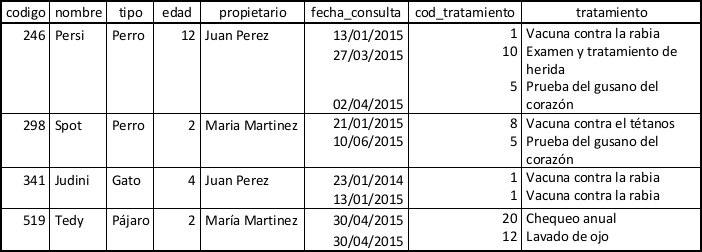 codigo nombre tipo edad propietario fecha_consulta cod_tratamiento tratamiento
246 Persi Perro 12 Juan Perez 13/01/2015 1 Vacuna contra la rabia
27/03/2015 10 Examen y tratamiento de
herida
5 Prueba del gusano del
02/04/2015 corazón
298 Spot Perro 2 Maria Martinez 21/01/2015 8 Vacuna contra el tétanos
10/06/2015 5 Prueba del gusano del
corazón
341 Judini Gato 4 Juan Perez 23/01/2014 1 Vacuna contra la rabia
13/01/2015 1 Vacuna contra la rabia
519 Tedy Pájaro 2 María Martinez 30/04/2015 20 Chequeo anual
30/04/2015 12 Lavado de ojo